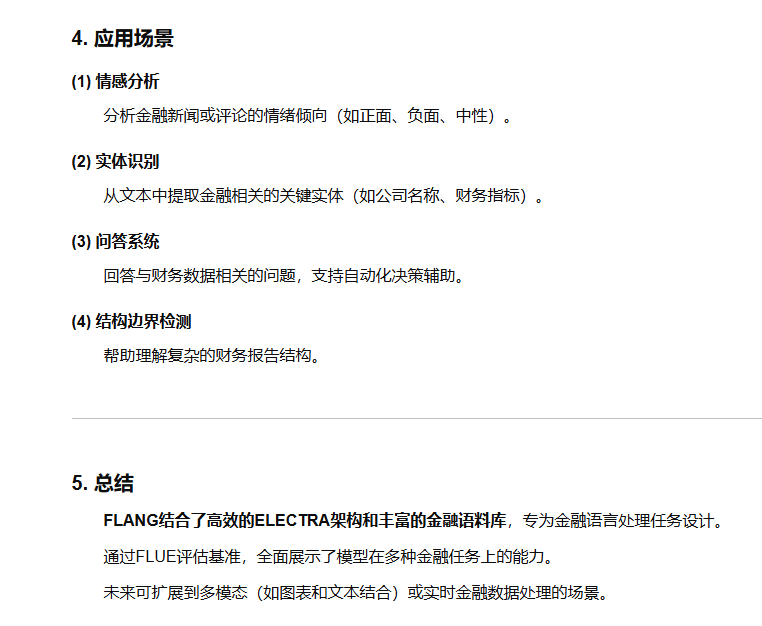 4. 应用场景
(1) 情感分析
分析金融新闻或评论的情绪倾向（如正面、负面、中性）。
(2) 实体识别
从文本中提取金融相关的关键实体（如公司名称、财务指标）。
(3) 问答系统
回答与财务数据相关的问题，支持自动化决策辅助。
(4) 结构边界检测
帮助理解复杂的财务报告结构。
5. 总结
FLANG结合了高效的ELECTRA架构和丰富的金融语料库，专为金融语言处理任务设计。
通过FLUE评估基准，全面展示了模型在多种金融任务上的能力。
未来可扩展到多模态（如图表和文本结合）或实时金融数据处理的场景。